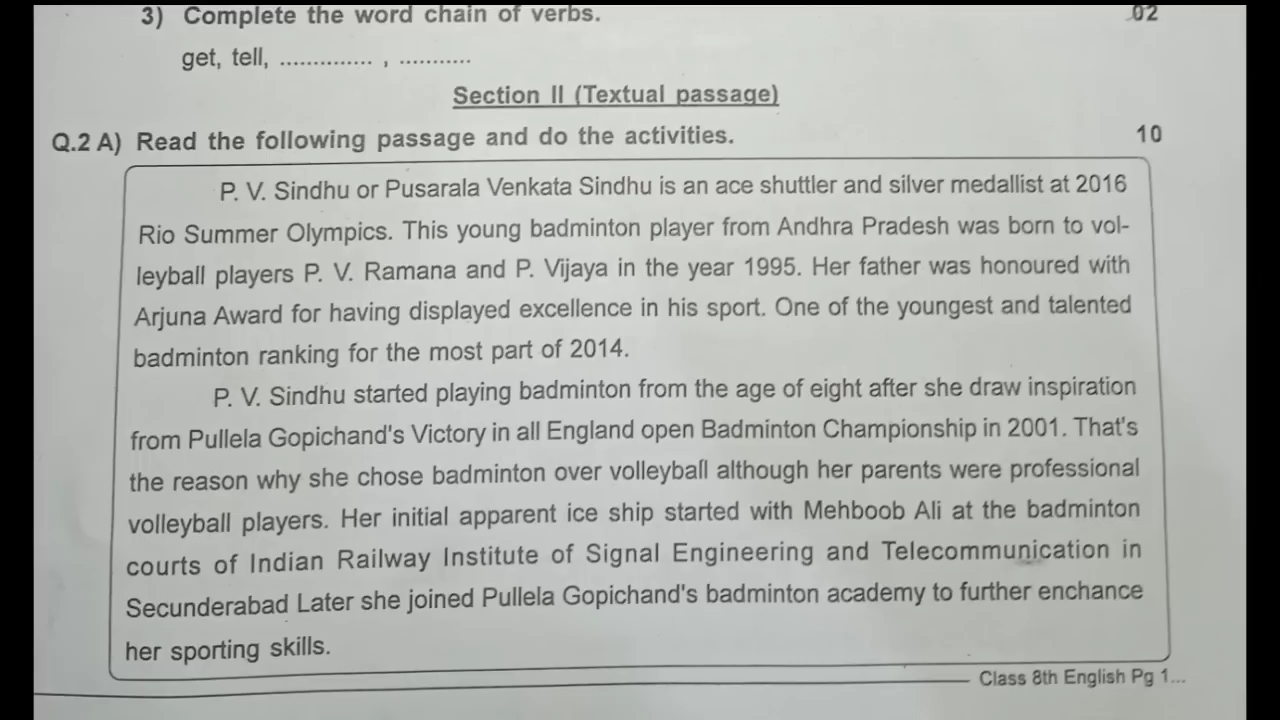 3) Complete the word chain of verbs. 02
get, tell, .............. , ...........
Section II (Textual passage)
Q.2 A) Read the following passage and do the activities. 10
P. V. Sindhu or Pusarala Venkata Sindhu is an ace shuttler and silver medallist at 2016
Rio Summer Olympics. This young badminton player from Andhra Pradesh was born to vol-
leyball players P. V. Ramana and P. Vijaya in the year 1995. Her father was honoured with
Arjuna Award for having displayed excellence in his sport. One of the youngest and talented
badminton ranking for the most part of 2014.
P. V. Sindhu started playing badminton from the age of eight after she draw inspiration
from Pullela Gopichand's Victory in all England open Badminton Championship in 2001. That's
the reason why she chose badminton over volleyball although her parents were professional
volleyball players. Her initial apparent ice ship started with Mehboob Ali at the badminton
courts of Indian Railway Institute of Signal Engineering and Telecommunication in
Secunderabad Later she joined Pullela Gopichand's badminton academy to further enchance
her sporting skills.
Class 8th English Pg 1...